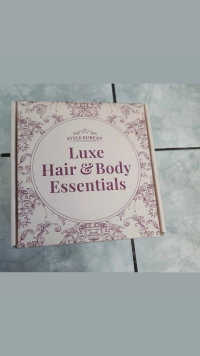 STYLE KOREAN
Luxe
Hair & Body
Essentials